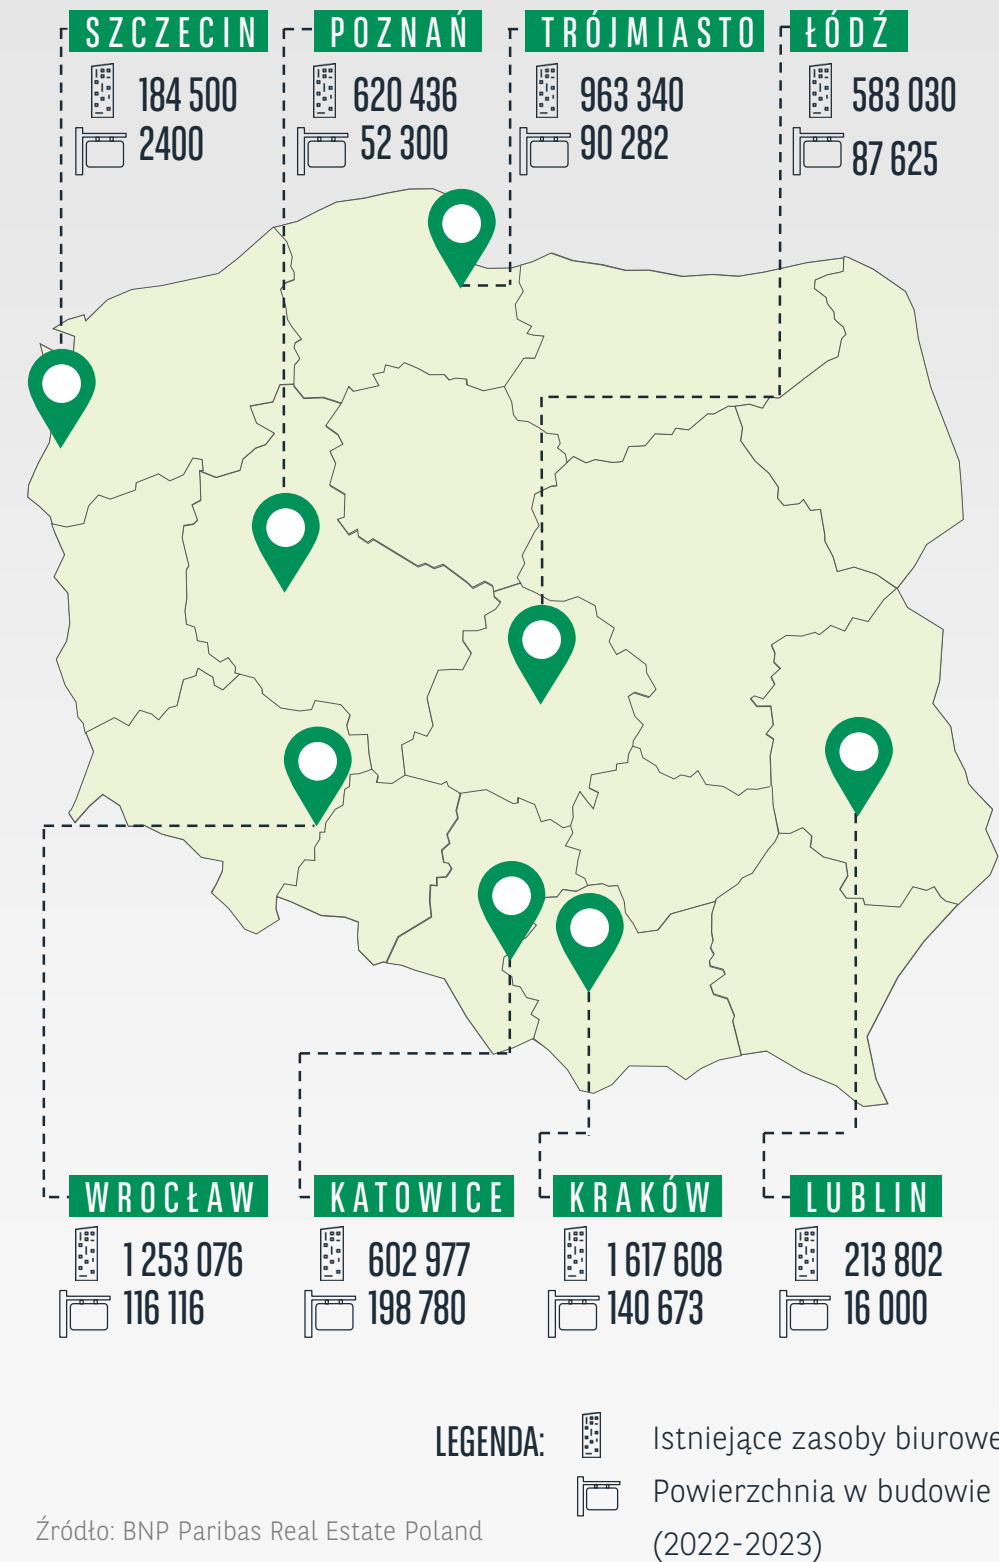 SZCZECIN
184 500
2400
POZNAŃ
620 436
52 300
TRÓJMIASTO
963 340
90 282
ŁÓDŹ
583 030
87 625
WROCŁAW
1 253 076
116 116
KATOWICE
602 977
198 780
KRAKÓW
1 617 608
140 673
LUBLIN
213 802
16 000
LEGENDA:
Istniejące zasoby biurowe
Powierzchnia w budowie
(2022-2023)
Źródło: BNP Paribas Real Estate Poland